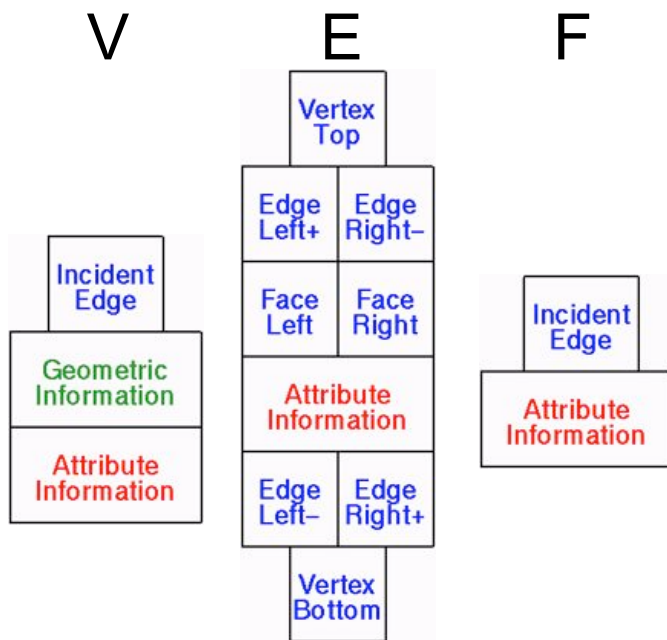 V E F
Vertex
Top
Edge Edge
Left+ Right–
Incident
Edge
Face Face
Left Right
Incident
Edge
Geometric
Information
Attribute
Information
Attribute
Information
Attribute
Information
Edge Edge
Left– Right+
Vertex
Bottom